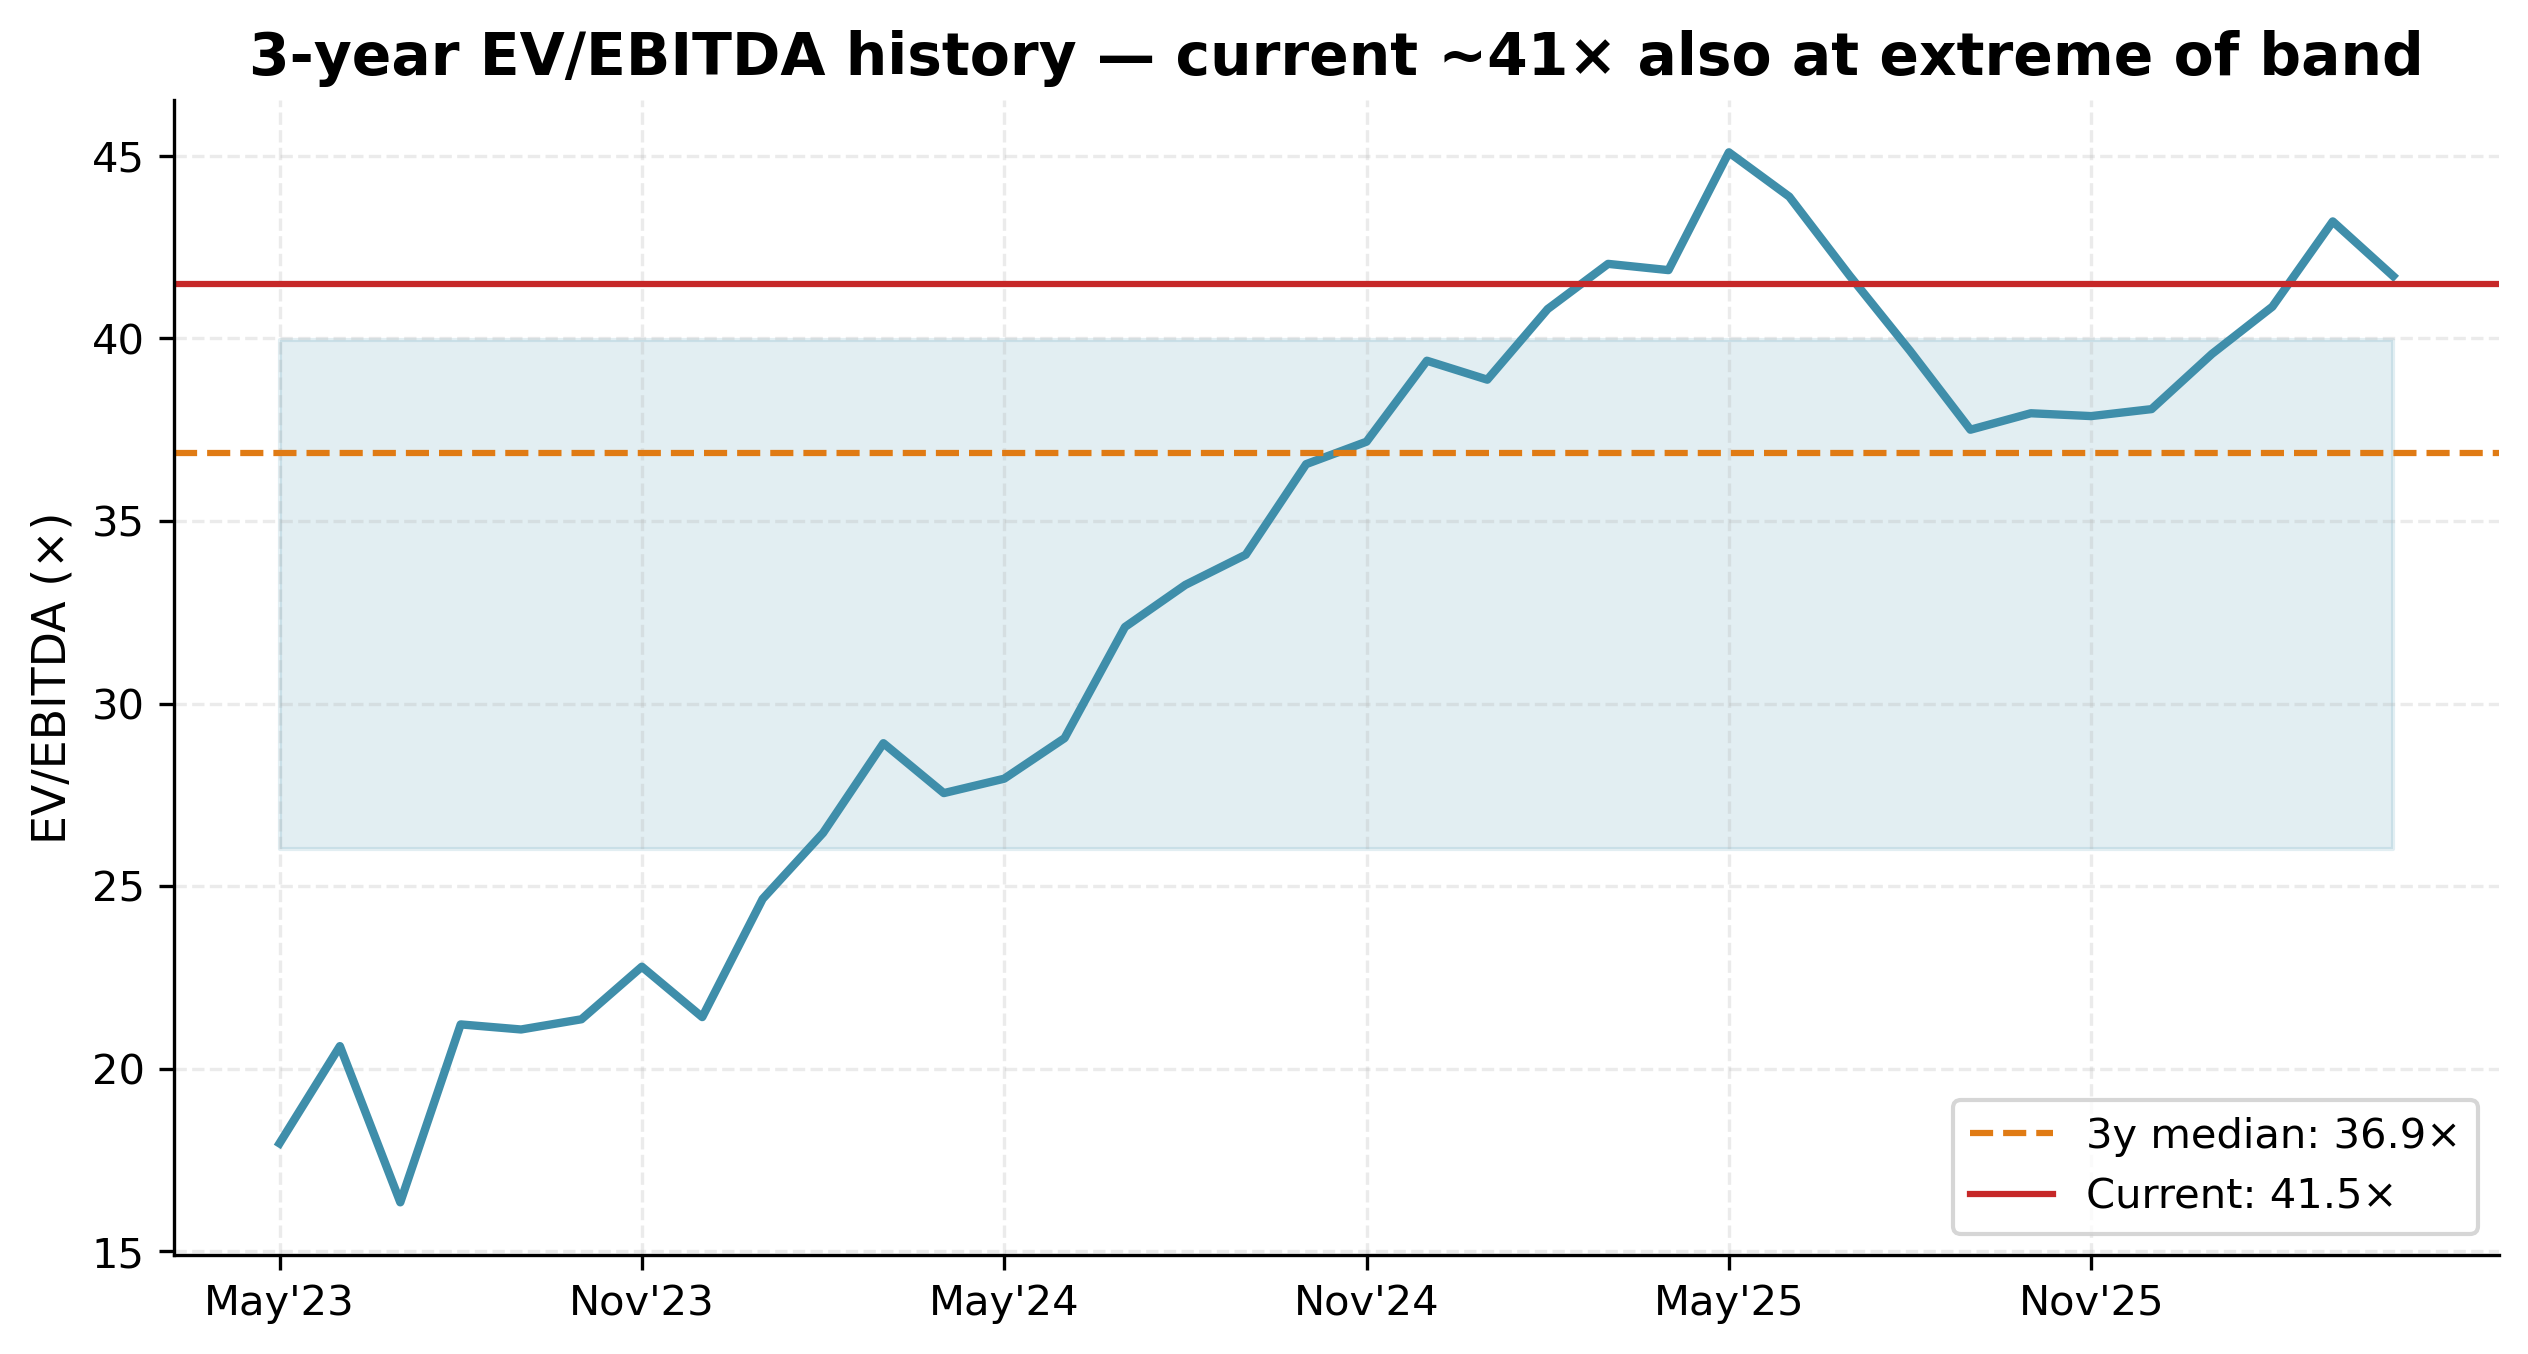 3-year EV/EBITDA history — current ~41× also at extreme of band
EV/EBITDA (×)
45
40
35
30
25
20
15
May'23
Nov'23
May'24
Nov'24
May'25
Nov'25
3y median: 36.9×
Current: 41.5×